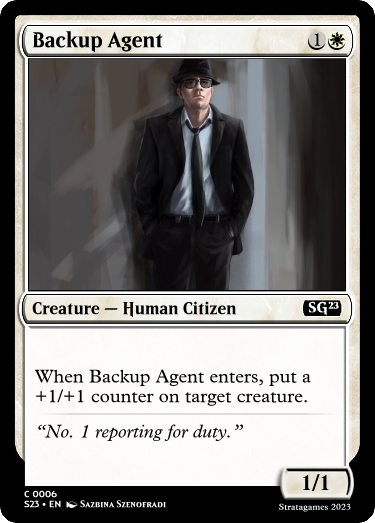 Backup Agent 1
Creature — Human Citizen SG23
When Backup Agent enters, put a
+1/+1 counter on target creature.
“No. 1 reporting for duty.”
1/1
C 0006
S23 • EN Sazbina Szenofradi
Stratagames 2023